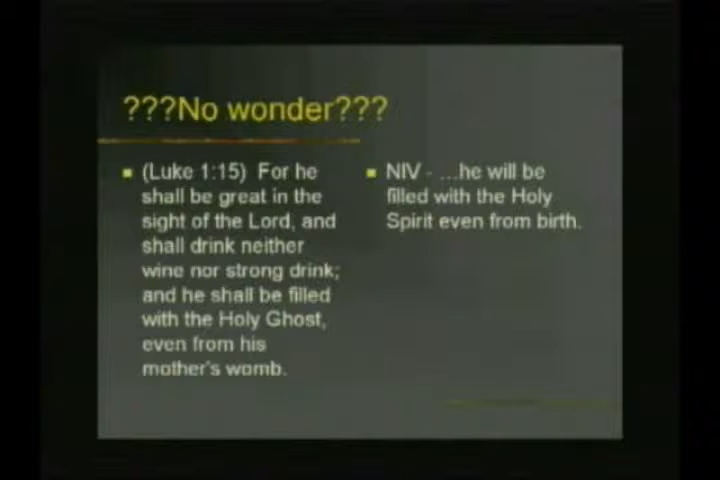 ???No wonder???
(Luke 1:15) For he
shall be great in the
sight of the Lord, and
shall drink neither
wine nor strong drink;
and he shall be filled
with the Holy Ghost,
even from his
mother's womb.
NIV - ...he will be
filled with the Holy
Spirit even from birth.